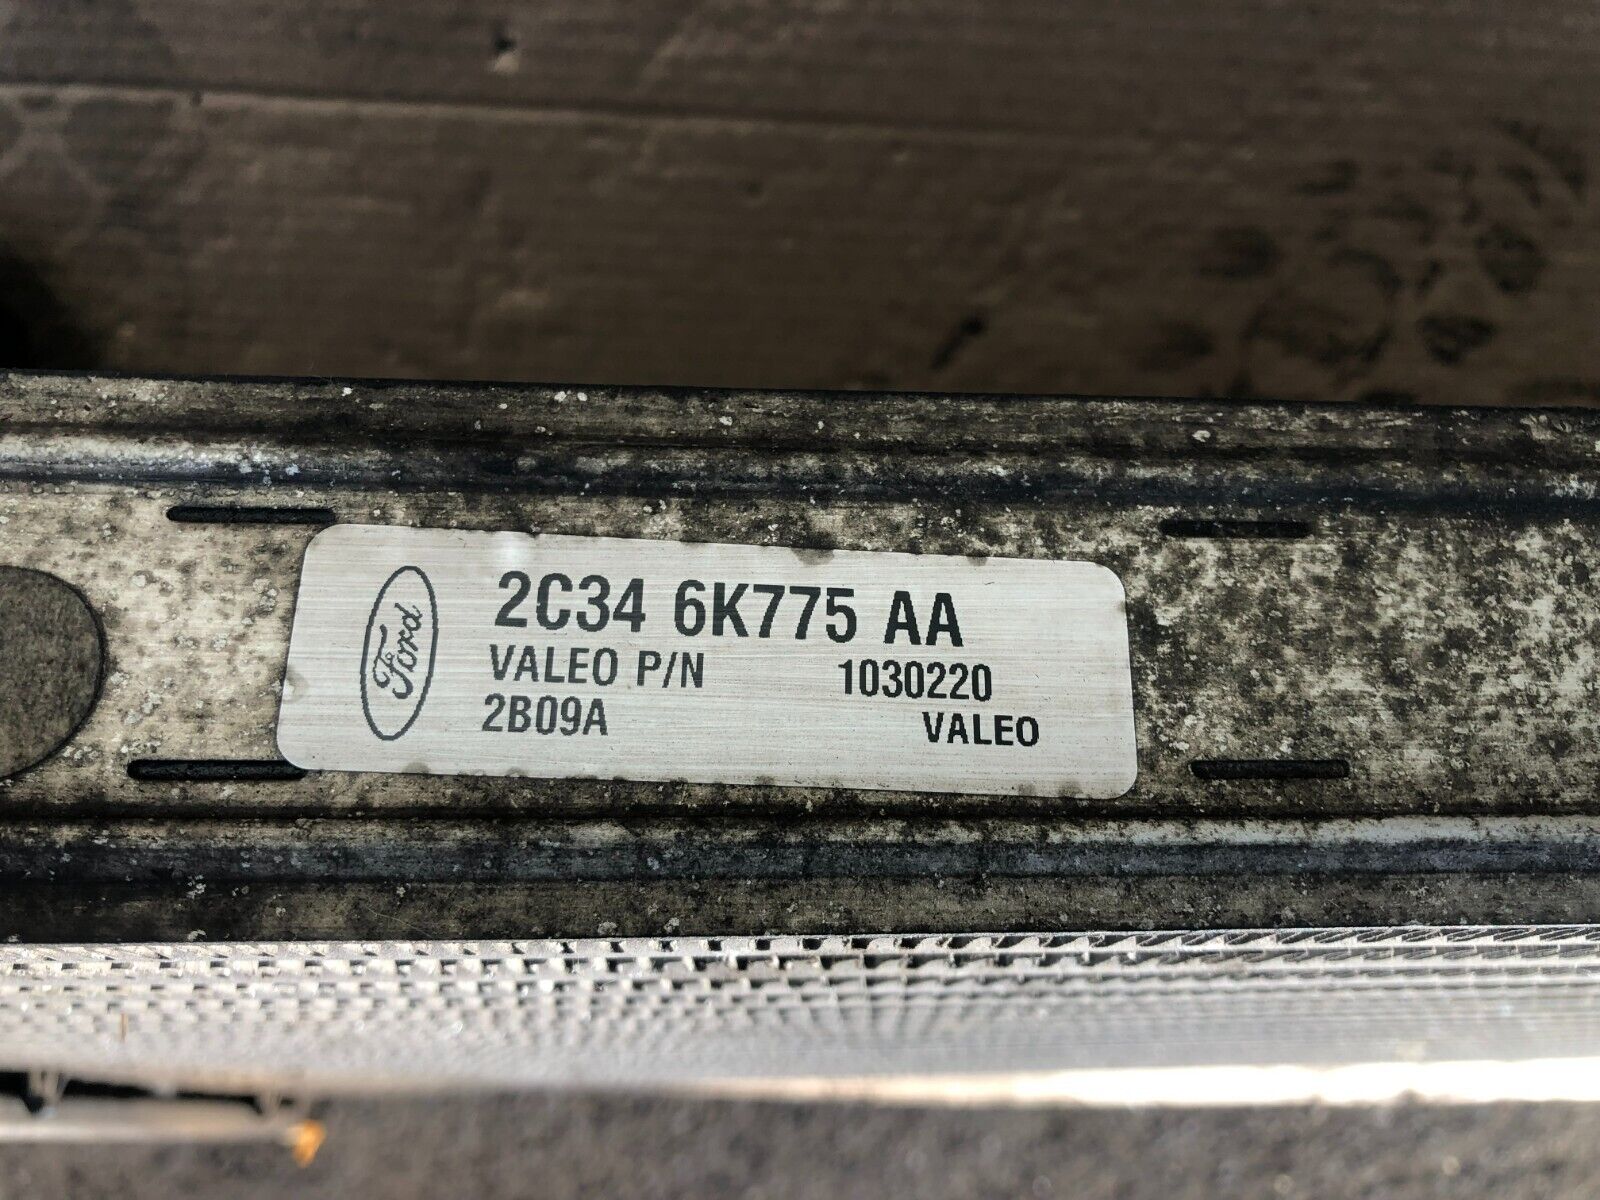 Ford
2C34 6K775 AA
VALEO P/N 1030220
2B09A VALEO